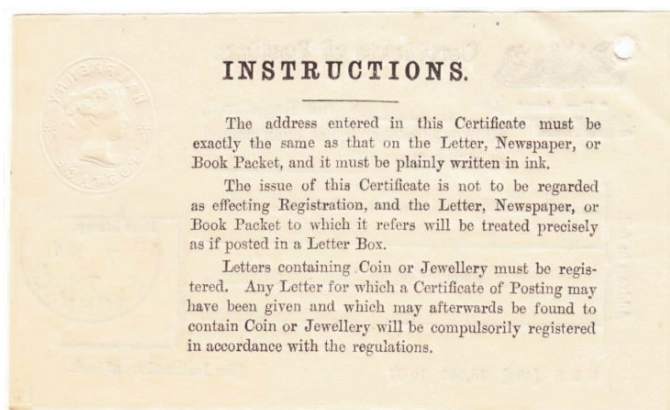 INSTRUCTIONS.
The address entered in this Certificate must be
exactly the same as that on the Letter, Newspaper, or
Book Packet, and it must be plainly written in ink.
The issue of this Certificate is not to be regarded
as effecting Registration, and the Letter, Newspaper, or
Book Packet to which it refers will be treated precisely
as if posted in a Letter Box.
Letters containing Coin or Jewellery must be regis-
tered. Any Letter for which a Certificate of Posting may
have been given and which may afterwards be found to
contain Coin or Jewellery will be compulsorily registered
in accordance with the regulations.